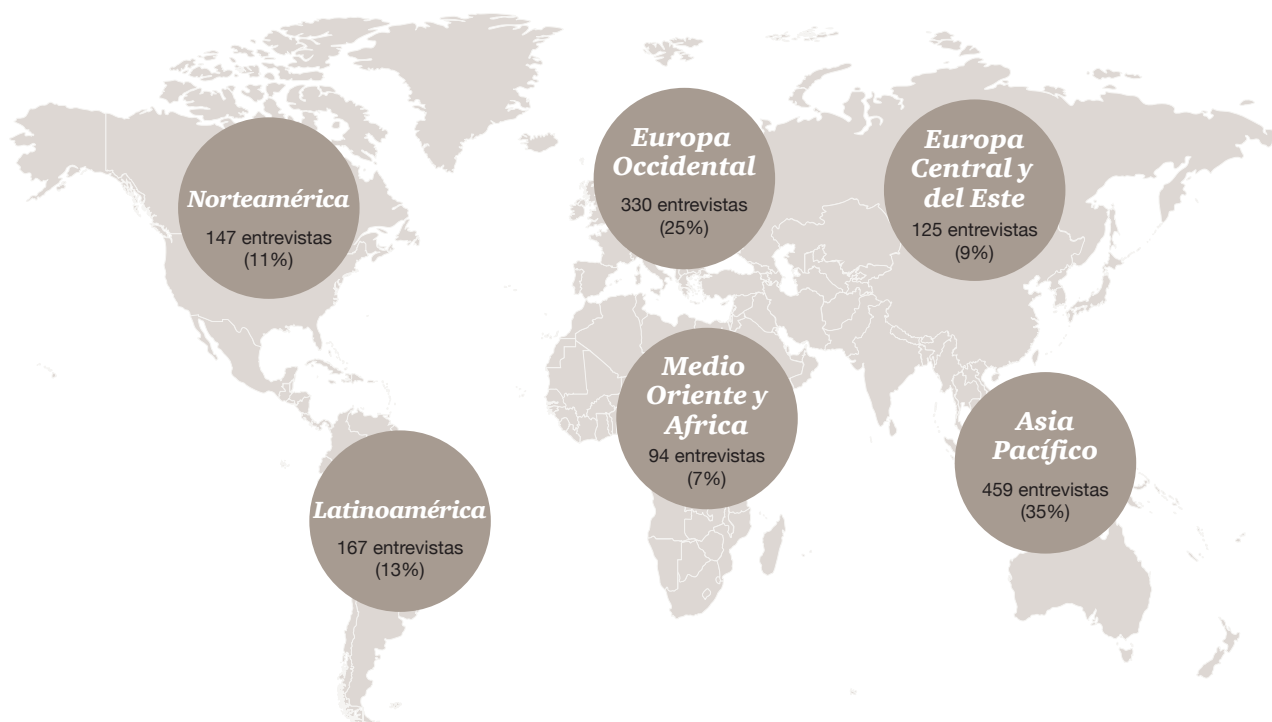 Norteamérica
147 entrevistas
(11%)
Europa
Occidental
330 entrevistas
(25%)
Europa
Central y
del Este
125 entrevistas
(9%)
Medio
Oriente y
Africa
94 entrevistas
(7%)
Asia
Pacífico
459 entrevistas
(35%)
Latinoamérica
167 entrevistas
(13%)